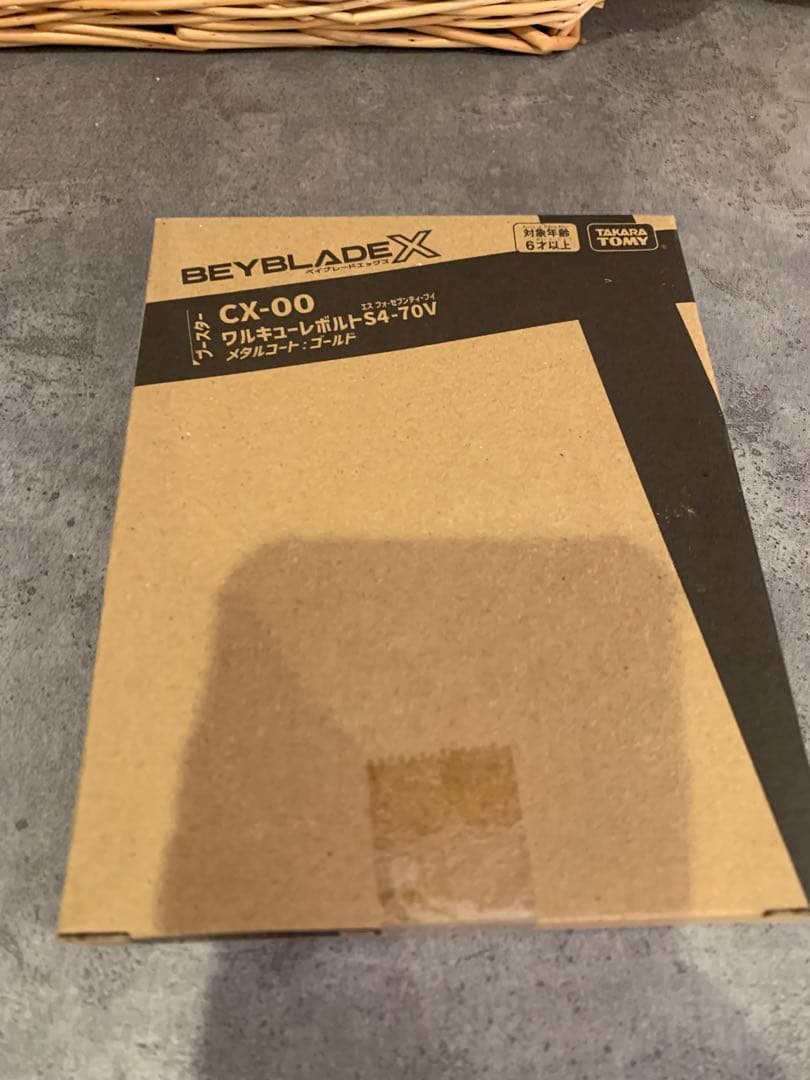 BEYBLADE X
ベイブレードエックス
対象年齢
6才以上
TAKARA
TOMY
ブースター
CX-00
エス フォーセブンティーブイ
ワルキューレボルトS4-70V
メタルコート:ゴールド